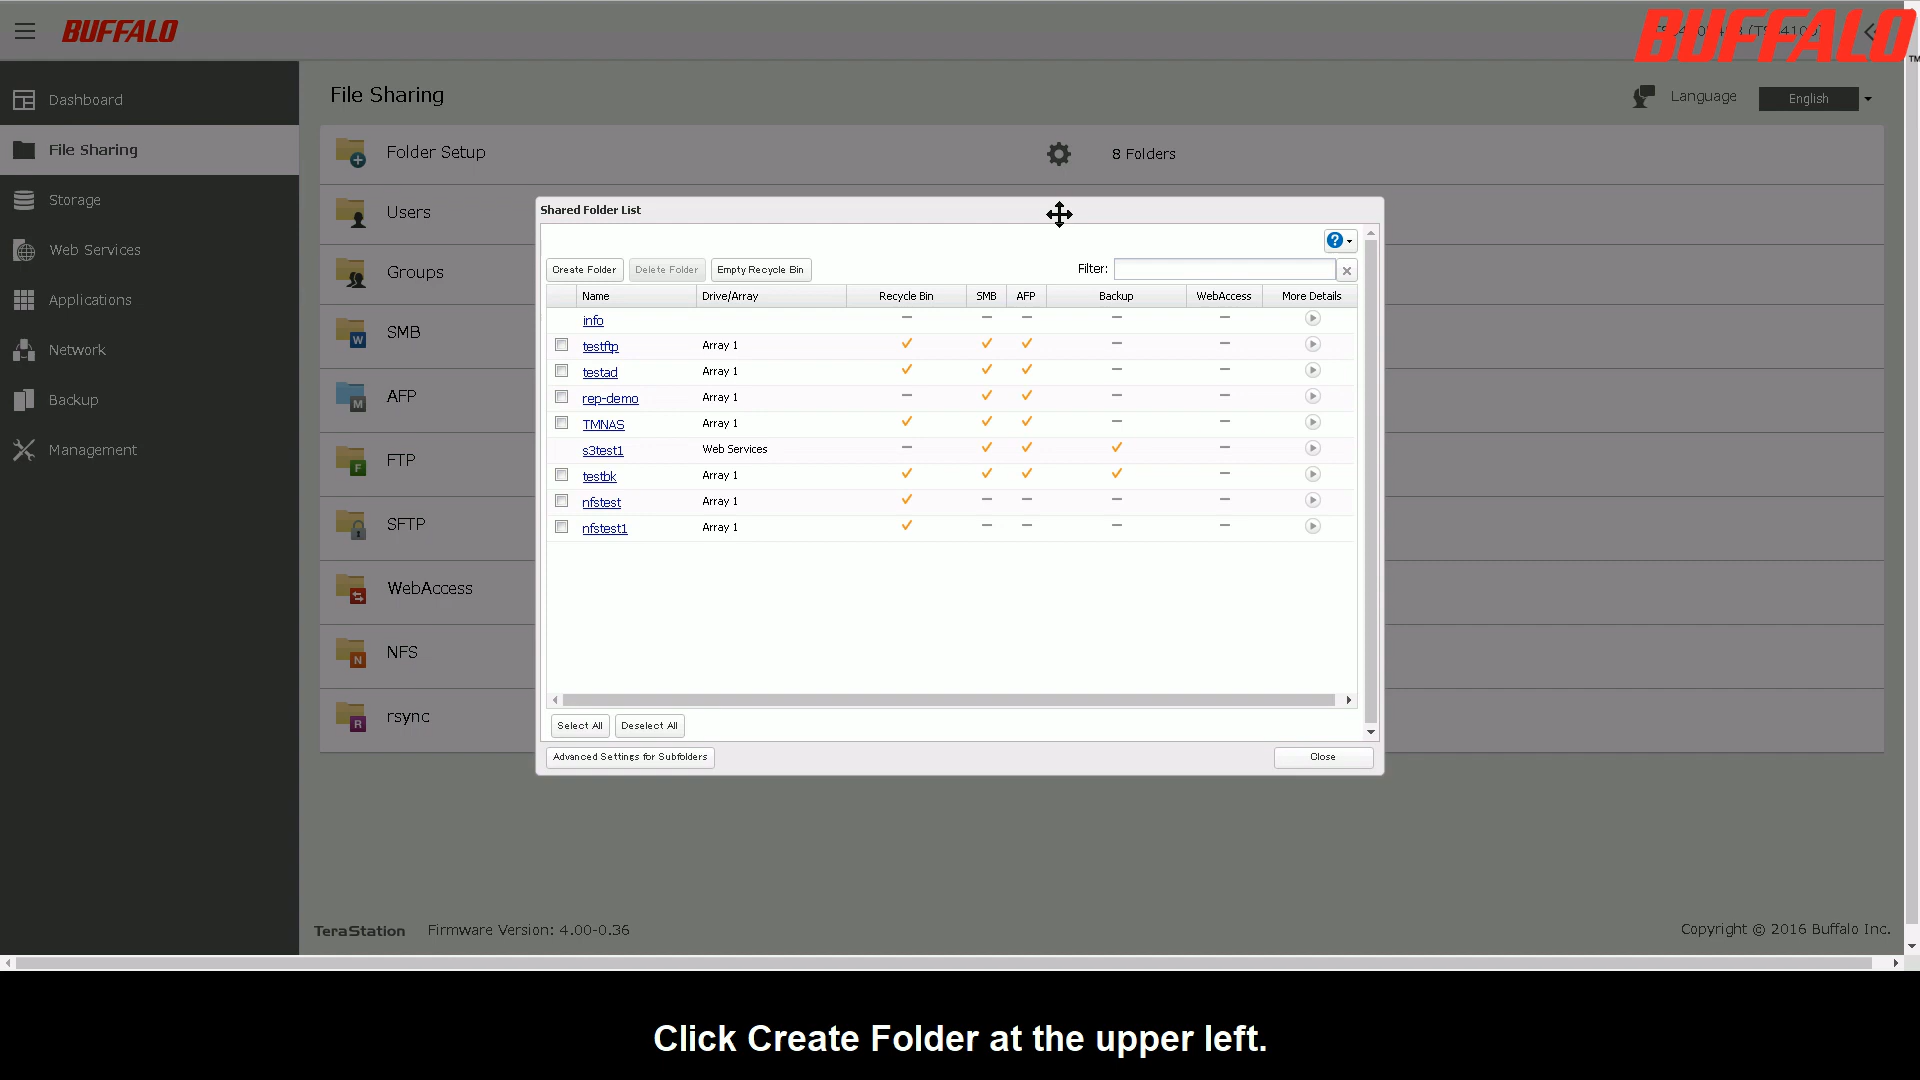 BUFFALO
BUFFALO™
Dashboard
File Sharing
Storage
Web Services
Applications
Network
Backup
Management
File Sharing
Language
English
Folder Setup
8 Folders
Users
Groups
SMB
AFP
FTP
SFTP
WebAccess
NFS
rsync
Shared Folder List
Create Folder Delete Folder Empty Recycle Bin Filter:
Name Drive/Array Recycle Bin SMB AFP Backup WebAccess More Details
info
testftp Array 1
testad Array 1
rep-demo Array 1
TMNAS Array 1
s3test1 Web Services
testbk Array 1
nfstest Array 1
nfstest1 Array 1
Select All Deselect All
Advanced Settings for Subfolders Close
TeraStation Firmware Version: 4.00-0.36
Copyright © 2016 Buffalo Inc.
Click Create Folder at the upper left.